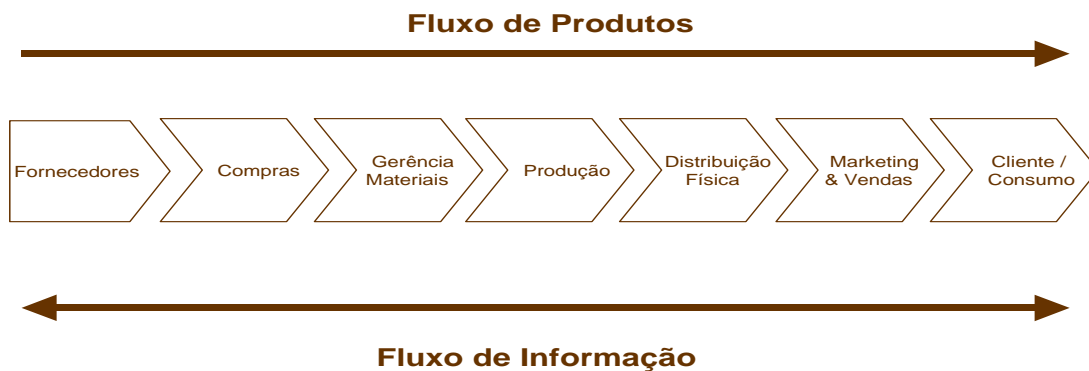 Fluxo de Produtos
Fornecedores
Compras
Gerência
Materiais
Produção
Distribuição
Física
Marketing
& Vendas
Cliente /
Consumo
Fluxo de Informação